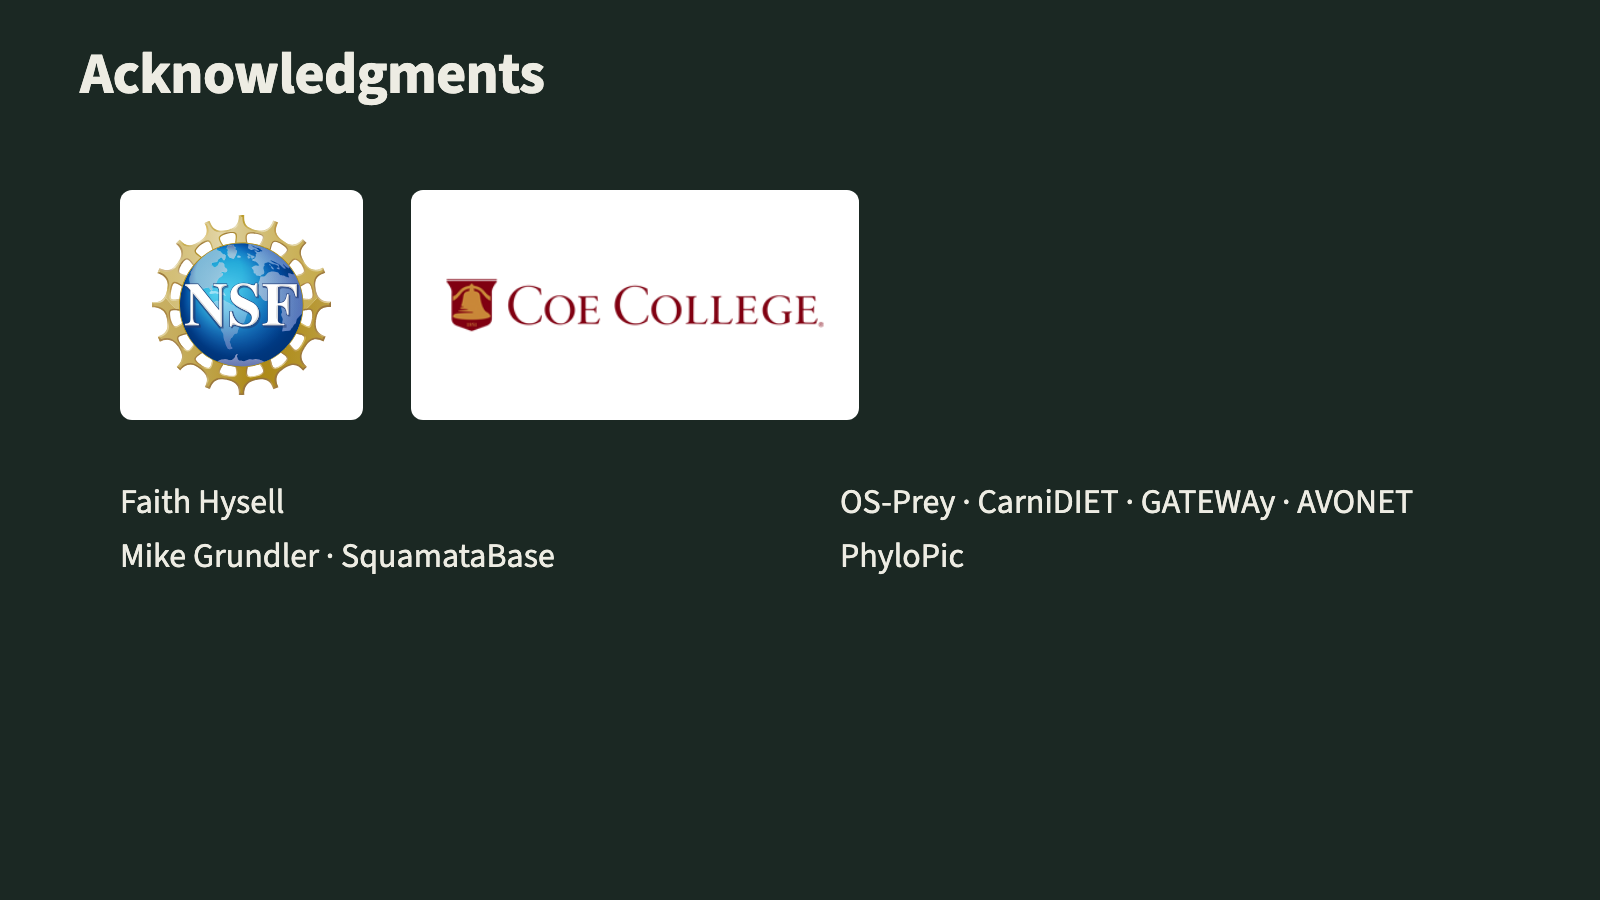 Acknowledgments
NSF
COE COLLEGE®
Faith Hysell
Mike Grundler · SquamataBase
OS-Prey · CarniDIET · GATEWAy · AVONET
PhyloPic